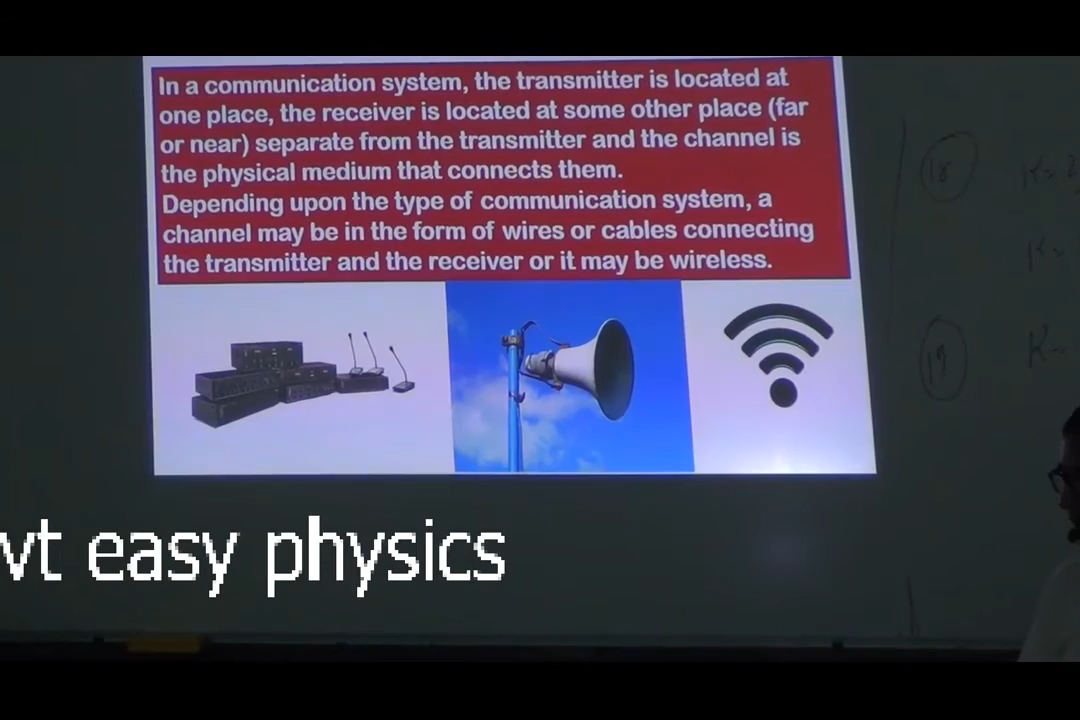 In a communication system, the transmitter is located at
one place, the receiver is located at some other place (far
or near) separate from the transmitter and the channel is
the physical medium that connects them.
Depending upon the type of communication system, a
channel may be in the form of wires or cables connecting
the transmitter and the receiver or it may be wireless.
18
K=
K=
19
K=
vt easy physics